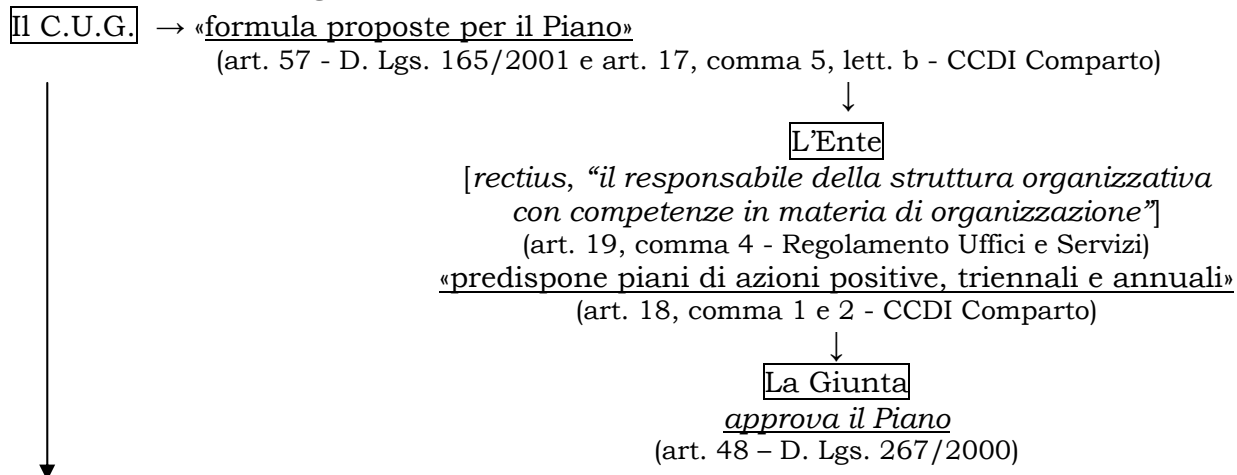 Il C.U.G. → «formula proposte per il Piano»
(art. 57 - D. Lgs. 165/2001 e art. 17, comma 5, lett. b - CCDI Comparto)
↓
L'Ente
[rectius, “il responsabile della struttura organizzativa
con competenze in materia di organizzazione”]
(art. 19, comma 4 - Regolamento Uffici e Servizi)
«predispone piani di azioni positive, triennali e annuali»
(art. 18, comma 1 e 2 - CCDI Comparto)
↓
La Giunta
approva il Piano
(art. 48 – D. Lgs. 267/2000)